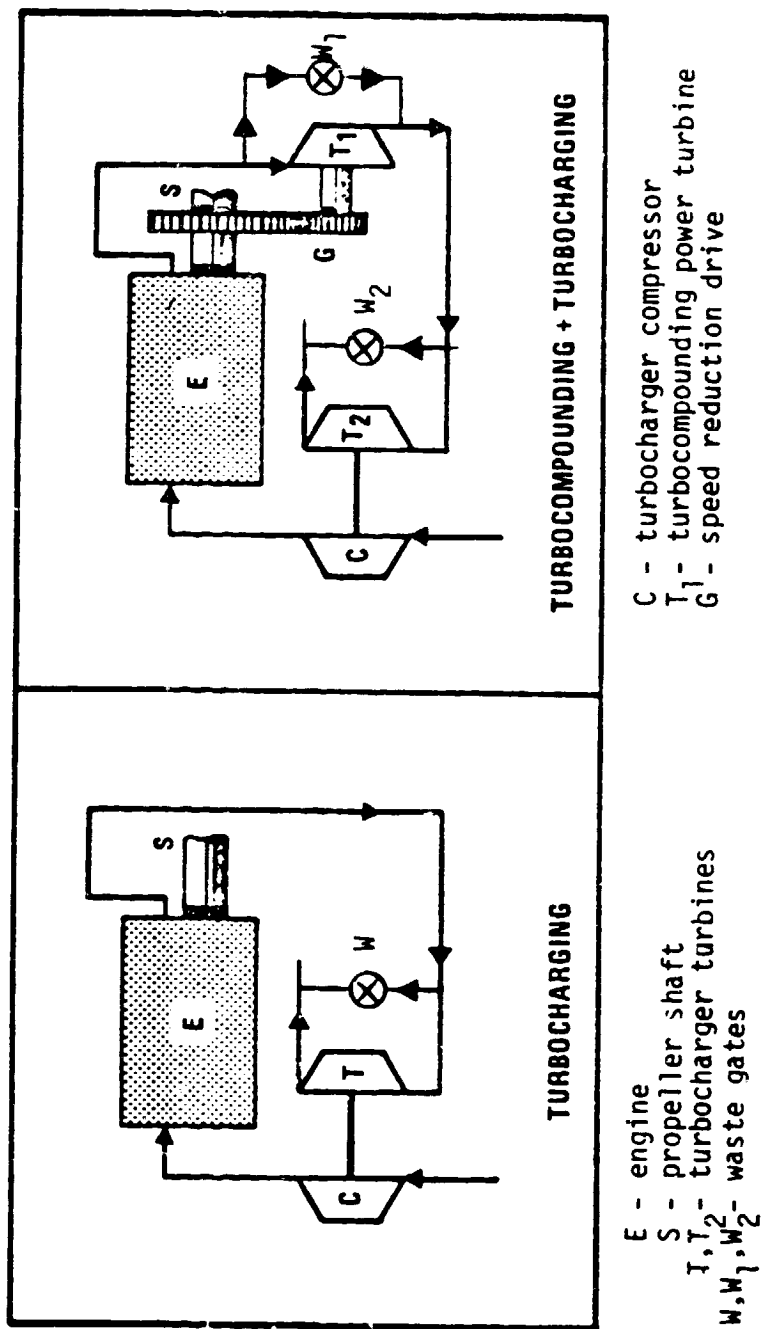 E
S
W
T
C
TURBOCHARGING
E
S
G
T1
W1
W2
T2
C
TURBOCOMPOUNDING + TURBOCHARGING
E - engine
S - propeller shaft
T,T2 - turbocharger turbines
W,W1,W2 - waste gates
C - turbocharger compressor
T1 - turbocompounding power turbine
G - speed reduction drive